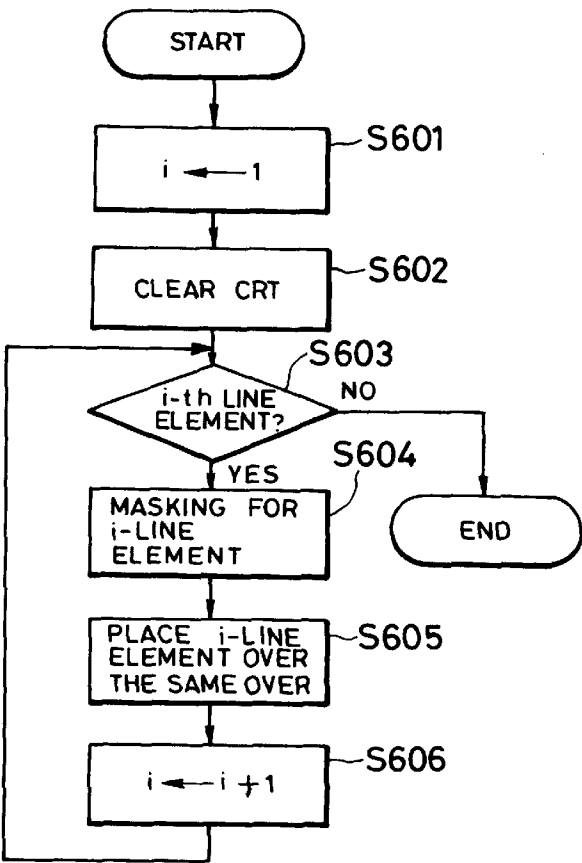 START
S601
i ← 1
S602
CLEAR CRT
S603
i-th LINE
ELEMENT?
NO
YES
S604
MASKING FOR
i-LINE
ELEMENT
END
PLACE i-LINE
ELEMENT OVER
THE SAME OVER
S605
i ← i + 1
S606